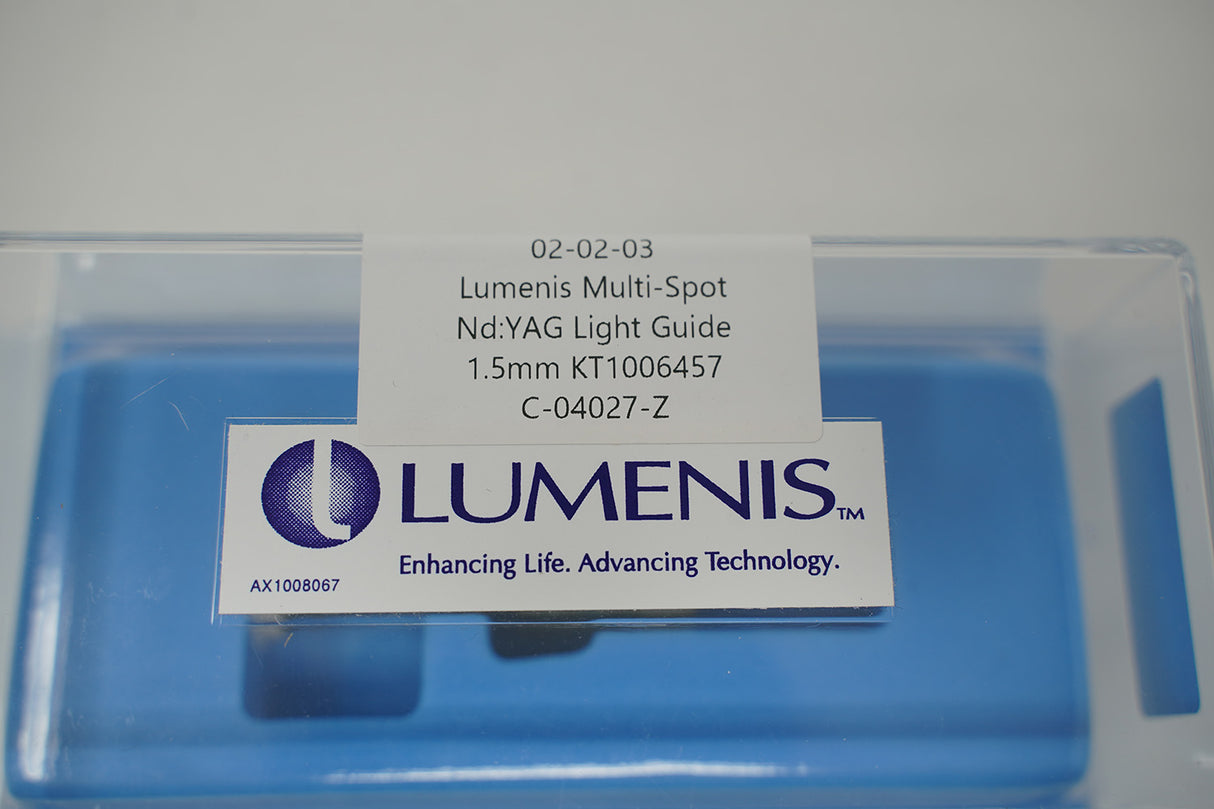 02-02-03
Lumenis Multi-Spot
Nd:YAG Light Guide
1.5mm KT1006457
C-04027-Z
LUMENIS™
Enhancing Life. Advancing Technology.
AX1008067